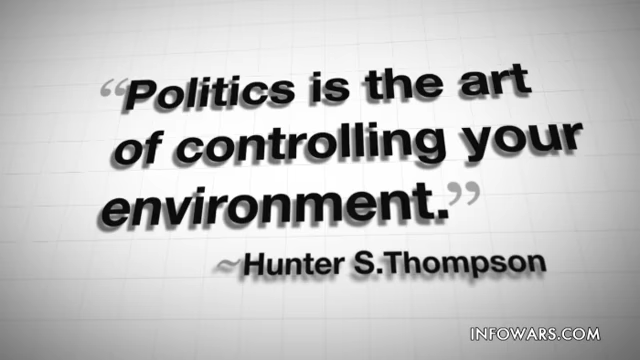 “Politics is the art
of controlling your
environment.”
~Hunter S.Thompson
INFOWARS.COM